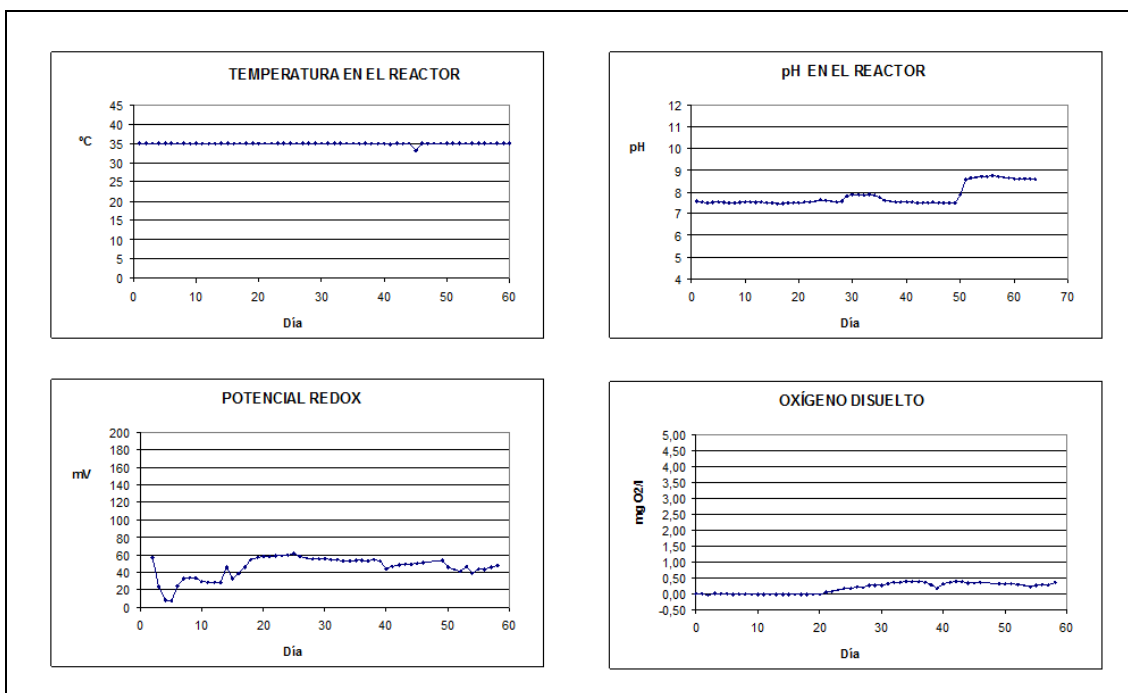 TEMPERATURA EN EL REACTOR
ºC
45
40
35
30
25
20
15
10
5
0
0 10 20 30 40 50 60
Día
pH EN EL REACTOR
pH
12
11
10
9
8
7
6
5
4
0 10 20 30 40 50 60 70
Día
POTENCIAL REDOX
mV
200
180
160
140
120
100
80
60
40
20
0
0 10 20 30 40 50 60
Día
OXÍGENO DISUELTO
mg O2/l
5,00
4,50
4,00
3,50
3,00
2,50
2,00
1,50
1,00
0,50
0,00
-0,50
0 10 20 30 40 50 60
Día